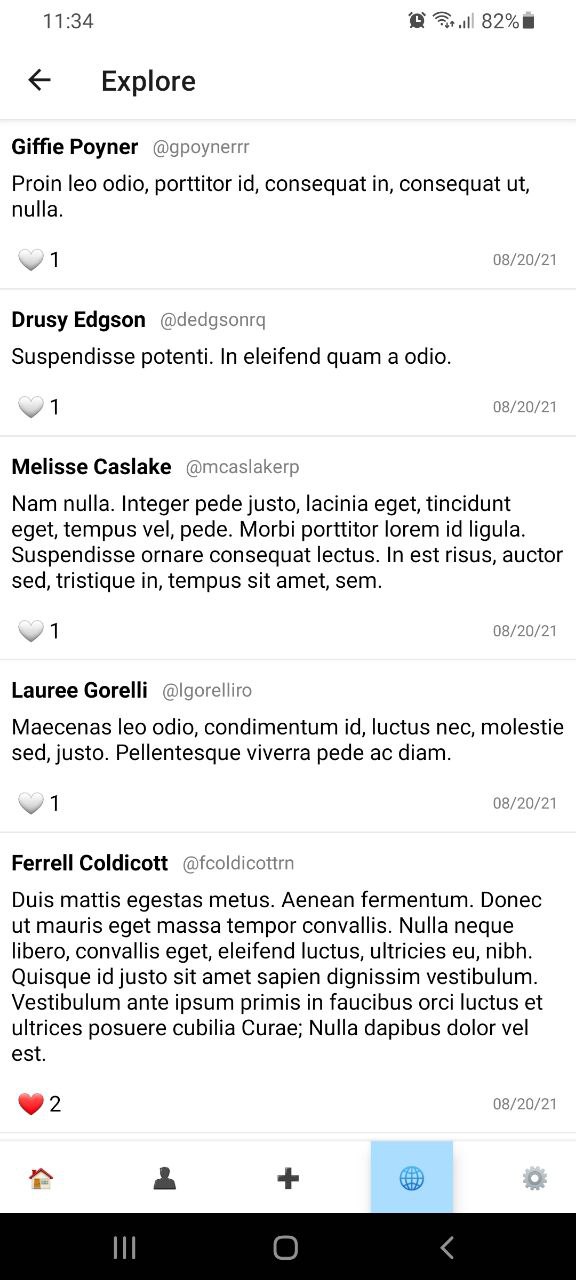 11:34
82%
Explore
Giffie Poyner @gpoynerrr
Proin leo odio, porttitor id, consequat in, consequat ut,
nulla.
1
08/20/21
Drusy Edgson @dedgsonrq
Suspendisse potenti. In eleifend quam a odio.
1
08/20/21
Melisse Caslake @mcaslakerp
Nam nulla. Integer pede justo, lacinia eget, tincidunt
eget, tempus vel, pede. Morbi porttitor lorem id ligula.
Suspendisse ornare consequat lectus. In est risus, auctor
sed, tristique in, tempus sit amet, sem.
1
08/20/21
Lauree Gorelli @lgorelliro
Maecenas leo odio, condimentum id, luctus nec, molestie
sed, justo. Pellentesque viverra pede ac diam.
1
08/20/21
Ferrell Coldicott @fcoldicottrn
Duis mattis egestas metus. Aenean fermentum. Donec
ut mauris eget massa tempor convallis. Nulla neque
libero, convallis eget, eleifend luctus, ultricies eu, nibh.
Quisque id justo sit amet sapien dignissim vestibulum.
Vestibulum ante ipsum primis in faucibus orci luctus et
ultrices posuere cubilia Curae; Nulla dapibus dolor vel
est.
2
08/20/21